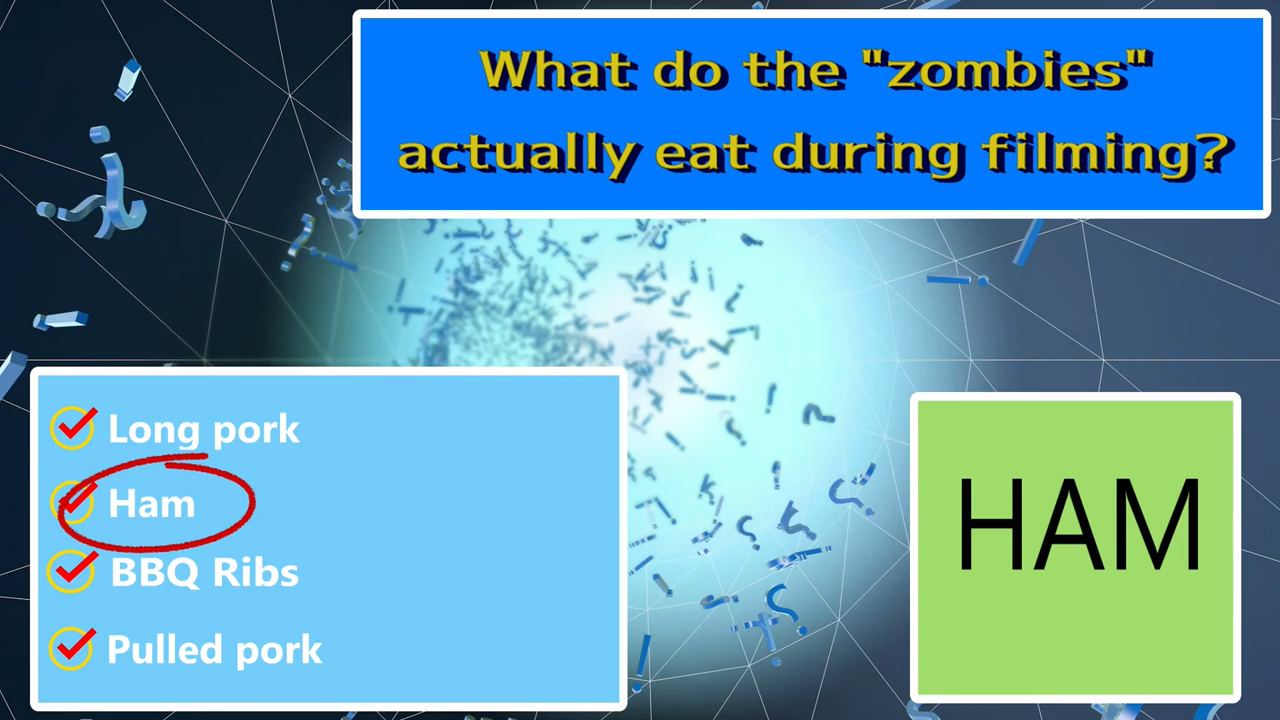 What do the "zombies"
actually eat during filming?
Long pork
Ham
BBQ Ribs
Pulled pork
HAM